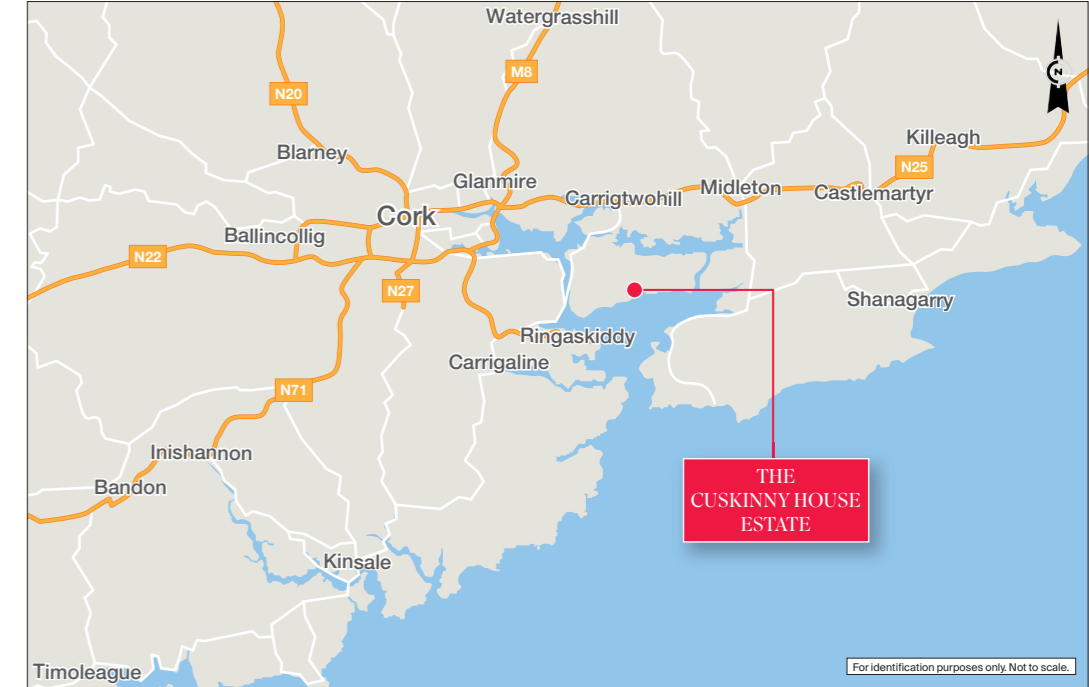 Watergrasshill
N
M8
N20
Killeagh
Blarney
N25
Glanmire
Midleton
Carrigtwohill
Castlemartyr
Cork
Ballincollig
N22
N27
Shanagarry
Ringaskiddy
Carrigaline
N71
Inishannon
Bandon
THE
CUSKINNY HOUSE
ESTATE
Kinsale
Timoleague
For identification purposes only. Not to scale.